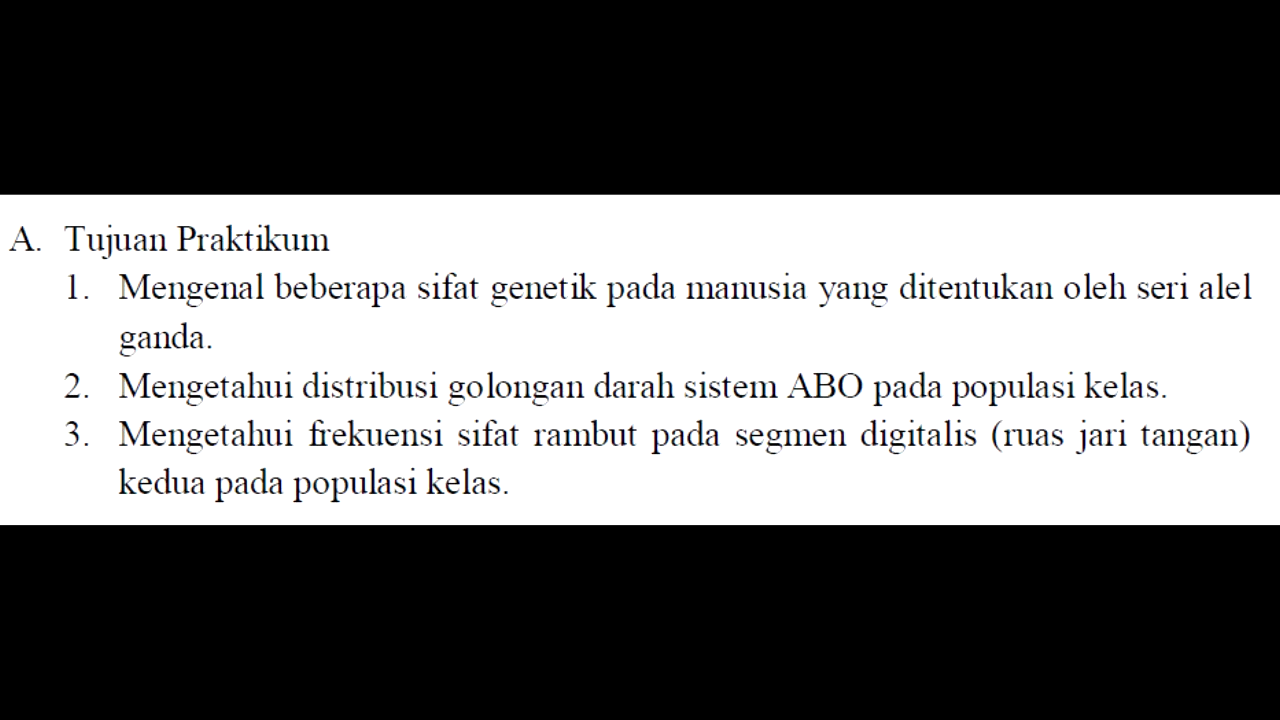 A. Tujuan Praktikum
1. Mengenal beberapa sifat genetik pada manusia yang ditentukan oleh seri alel
ganda.
2. Mengetahui distribusi golongan darah sistem ABO pada populasi kelas.
3. Mengetahui frekuensi sifat rambut pada segmen digitalis (ruas jari tangan)
kedua pada populasi kelas.